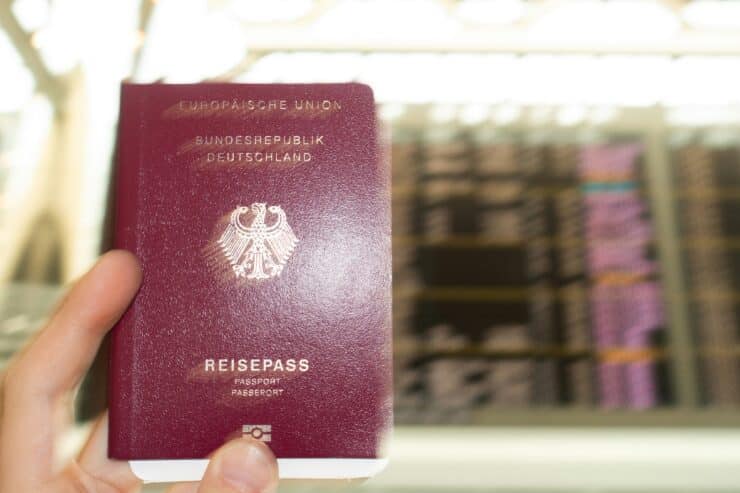 EUROPÄISCHE UNION
BUNDESREPUBLIK
DEUTSCHLAND
REISEPASS
PASSPORT
PASSEPORT